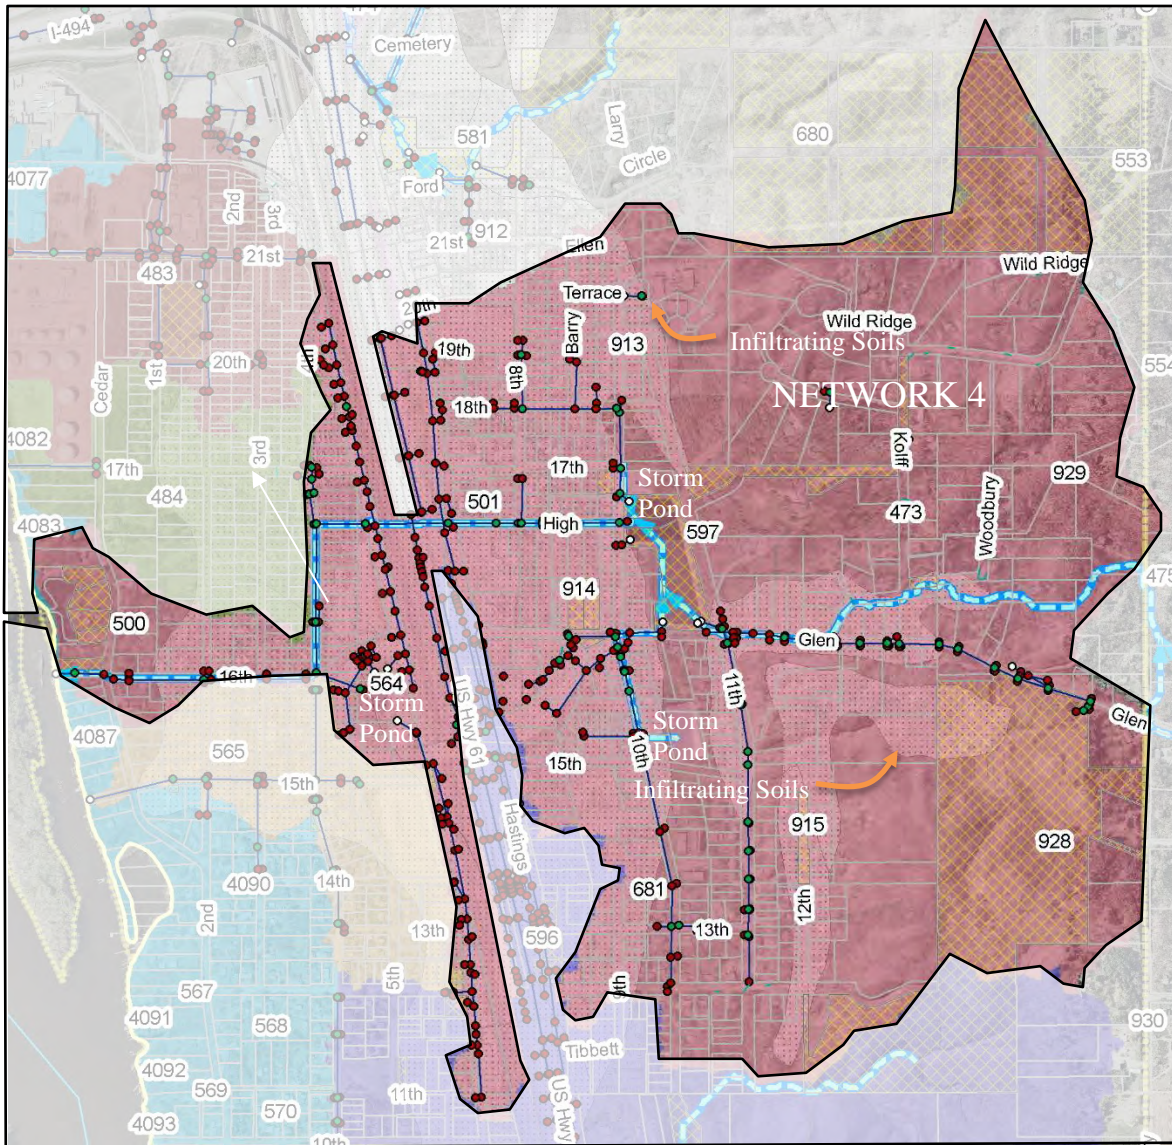 I-494
Cemetery
Larry
Circle
581
680
553
4077
2nd
3rd
Ford
912
21st
21st
483
Ellen
Wild Ridge
Terrace
20th
Barry
913
Wild Ridge
Infiltrating Soils
19th
4th
20th
1st
8th
554
Cedar
NETWORK 4
18th
4082
3rd
17th
17th
Kolff
929
484
Storm
Pond
501
Woodbury
4083
High
597
473
475
914
500
Glen
16th
564
11th
Storm
Pond
US Hwy 61
Storm
Pond
Glen
4087
565
10th
15th
15th
Infiltrating Soils
Hastings
915
928
14th
4090
2nd
681
12th
13th
13th
596
5th
9th
567
4091
568
930
Tibbett
4092
569
570
11th
US Hwy
4093
10th